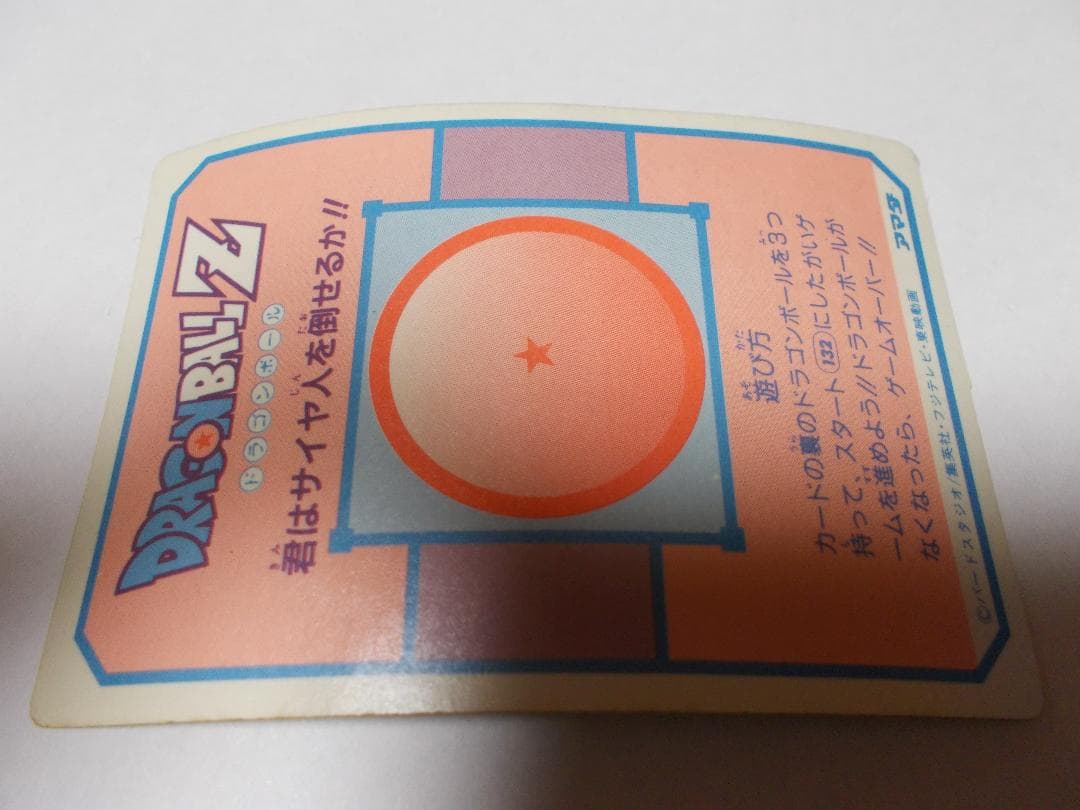 DRAGONBALL Z
ドラゴンボール
君はサイヤ人を倒せるか!!
遊び方
カードの裏のドラゴンボールを3つ
持って、スタート132にしたがいゲ
ームを進めよう!!ドラゴンボールが
なくなったら、ゲームオーバー!!
©バードスタジオ/集英社・フジテレビ・東映動画
アマダ